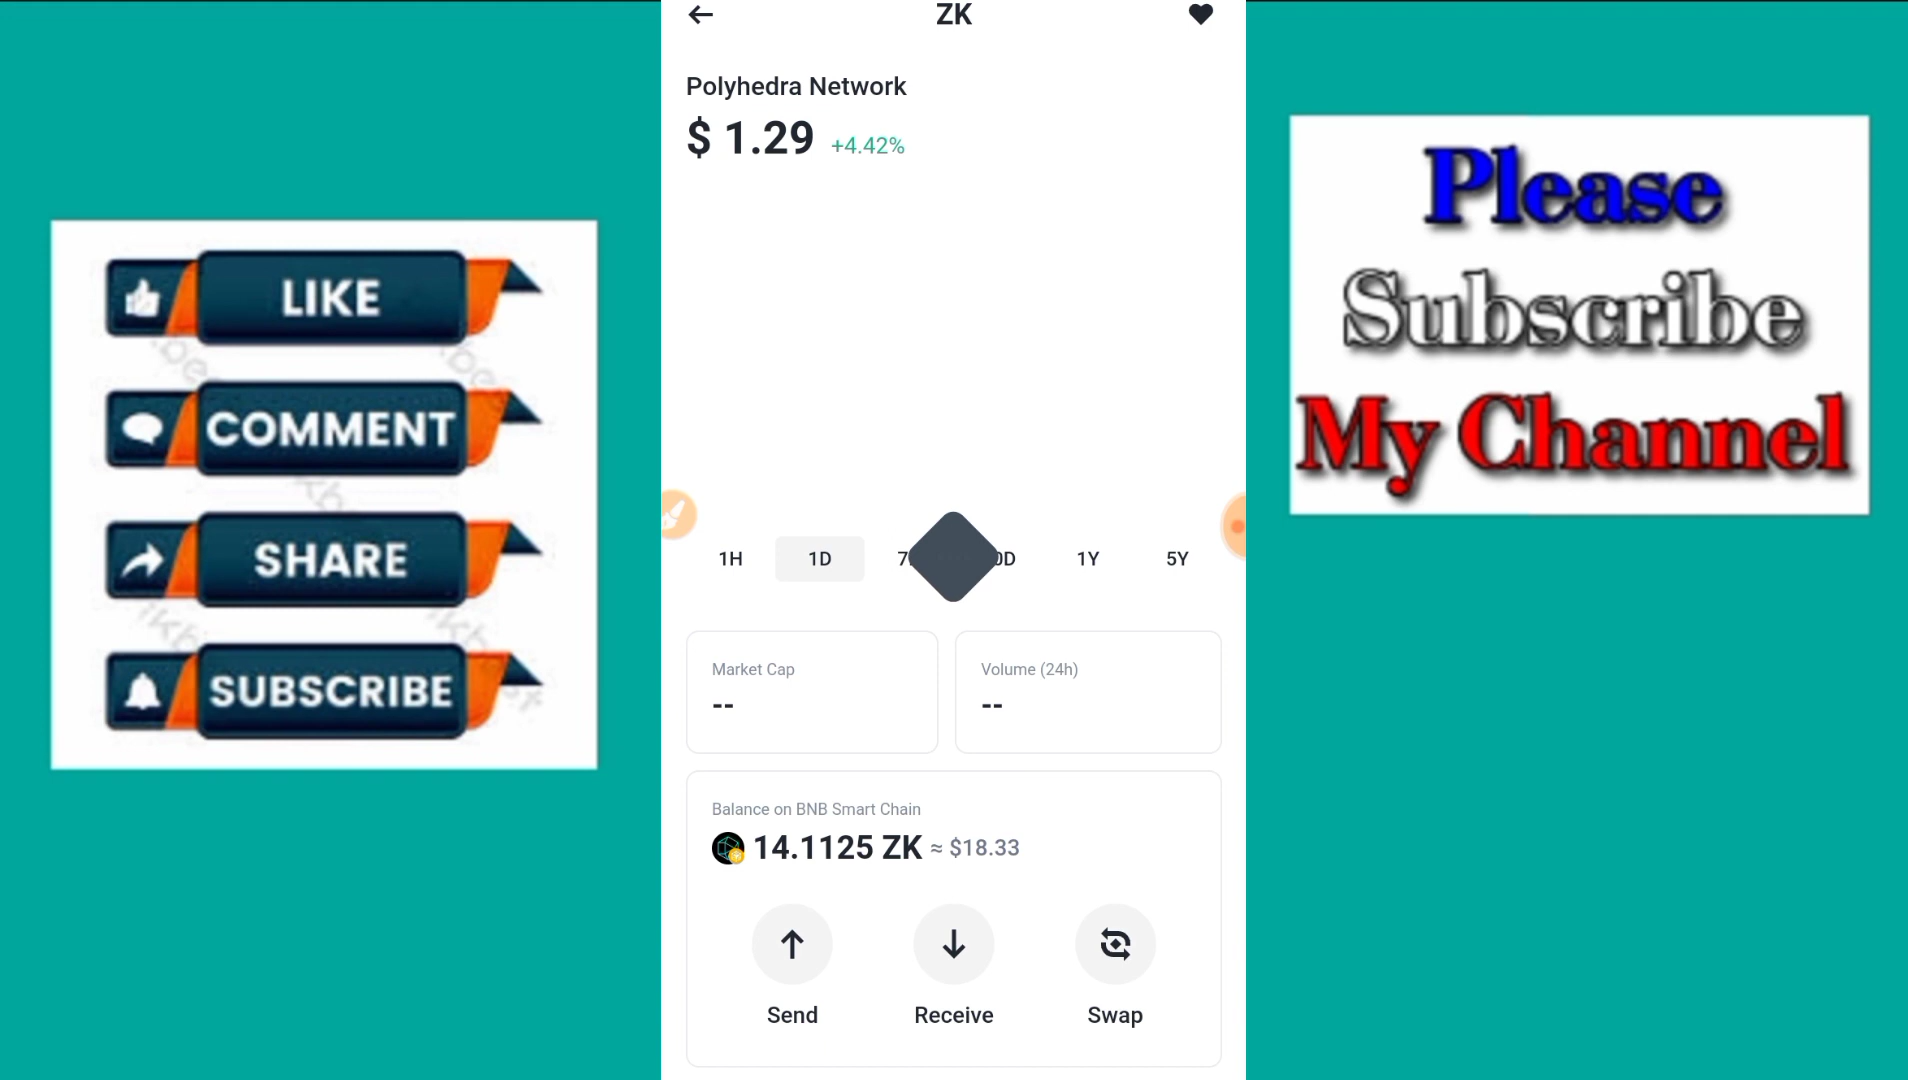 LIKE
COMMENT
SHARE
SUBSCRIBE
ZK
Polyhedra Network
$ 1.29 +4.42%
1H 1D 1Y 5Y
Market Cap
--
Volume (24h)
--
Balance on BNB Smart Chain
14.1125 ZK ≈ $18.33
Send Receive Swap
Please
Subscribe
My Channel